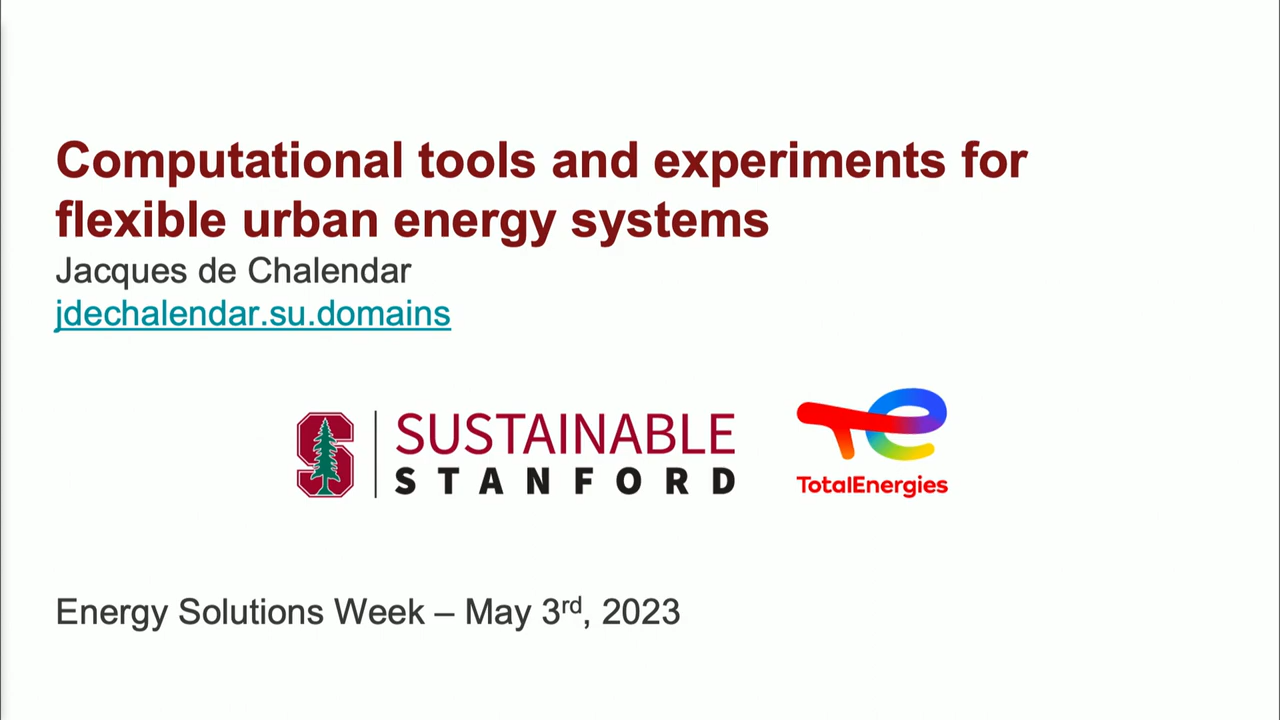 Computational tools and experiments for
flexible urban energy systems
Jacques de Chalendar
jdechalendar.su.domains
SUSTAINABLE
STANFORD
TotalEnergies
Energy Solutions Week – May 3rd, 2023